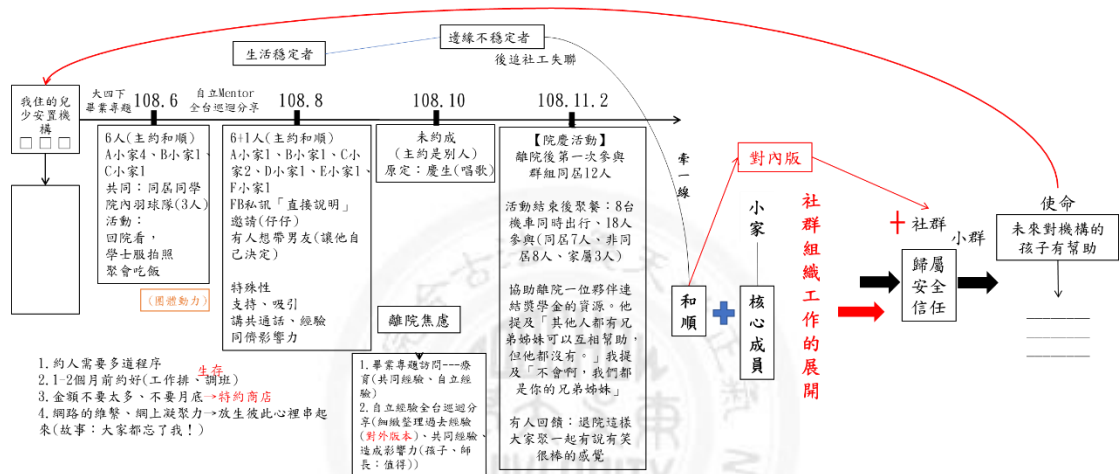 生活穩定者
邊緣不穩定者
後追社工失聯
我住的兒
少安置機
構
□ □ □
大四下
畢業專題
108.6
自立Mentor
全台巡迴分享
108.8
108.10
108.11.2
6人(主約和順)
A小家4、B小家1、
C小家1
共同：同屆同學
院內羽球隊(3人)
活動：
回院看，
學士服拍照
聚會吃飯
(團體動力)
6+1人(主約和順)
A小家1、B小家1、C小
家2、D小家1、E小家1、
F小家1
FB私訊「直接說明」
邀請(仔仔)
有人想帶男友(讓他自
己決定)
特殊性
支持、吸引
講共通話、經驗
同儕影響力
未約成
(主約是別人)
原定：慶生(唱歌)
離院焦慮
1.畢業專題訪問---療
育(共同經驗、自立經
驗)
2.自立經驗全台巡迴分
享(細緻整理過去經驗
(對外版本)、共同經驗、
造成影響力(孩子、師
長：值得))
【院慶活動】
離院後第一次參與
群組同居12人
活動結束後聚餐：8台
機車同時出行、18人
參與(同居7人、非同
居8人、家屬3人)
協助離院一位夥伴連
結獎學金的資源。他
提及「其他人都有兄
弟姊妹可以互相幫助，
但他都沒有。」我提
及「不會啊，我們都
是你的兄弟姊妹」
有人回饋：退院這樣
大家聚一起有說有笑
很棒的感覺
1.約人需要多道程序
生存
2.1-2個月前約好(工作排、調班)
3.金額不要太多、不要月底→特約商店
4.網路的維繫、網上凝聚力→放生彼此心裡串起
來(故事：大家都忘了我！)
牽一線
和順
對內版
小家
核心成員
社群組織工作的展開
社群
小群
歸屬
安全
信任
使命
未來對機構的
孩子有幫助